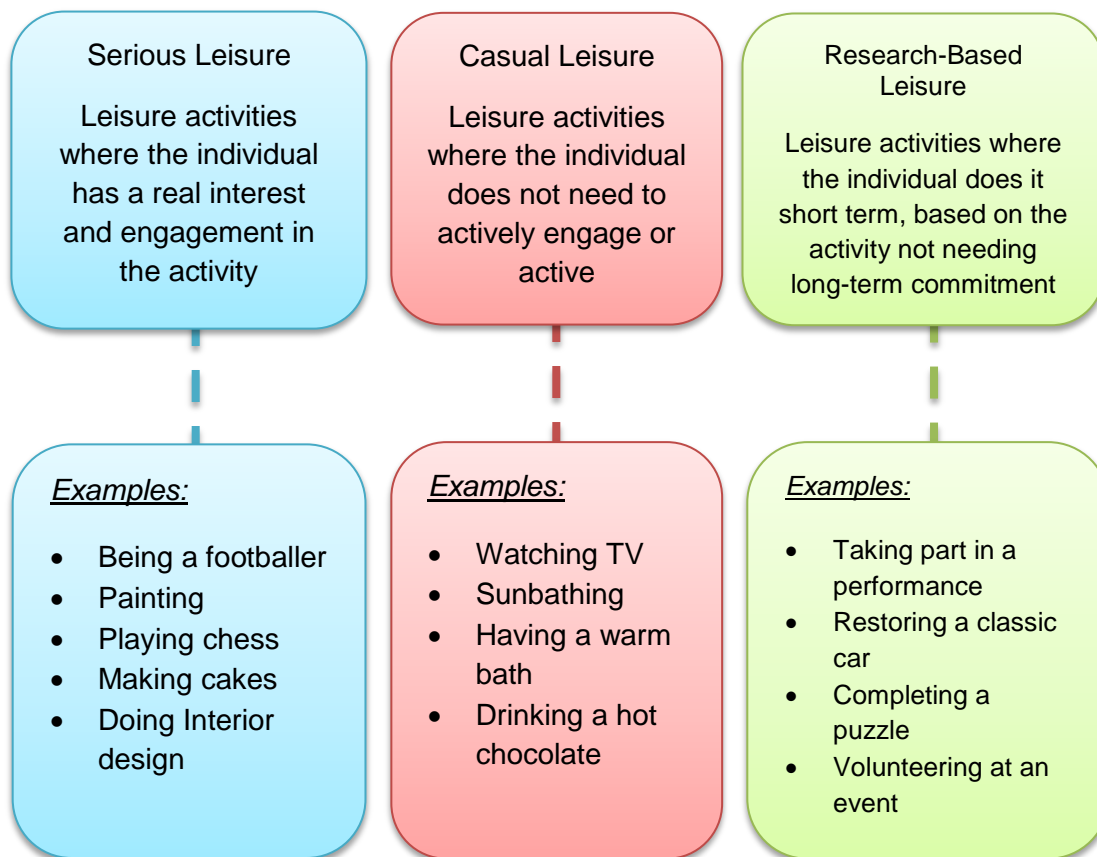 Serious Leisure
Leisure activities
where the individual
has a real interest
and engagement in
the activity
Casual Leisure
Leisure activities
where the individual
does not need to
actively engage or
active
Research-Based
Leisure
Leisure activities where
the individual does it
short term, based on the
activity not needing
long-term commitment
Examples:
• Being a footballer
• Painting
• Playing chess
• Making cakes
• Doing Interior
design
Examples:
• Watching TV
• Sunbathing
• Having a warm
bath
• Drinking a hot
chocolate
Examples:
• Taking part in a
performance
• Restoring a classic
car
• Completing a
puzzle
• Volunteering at an
event